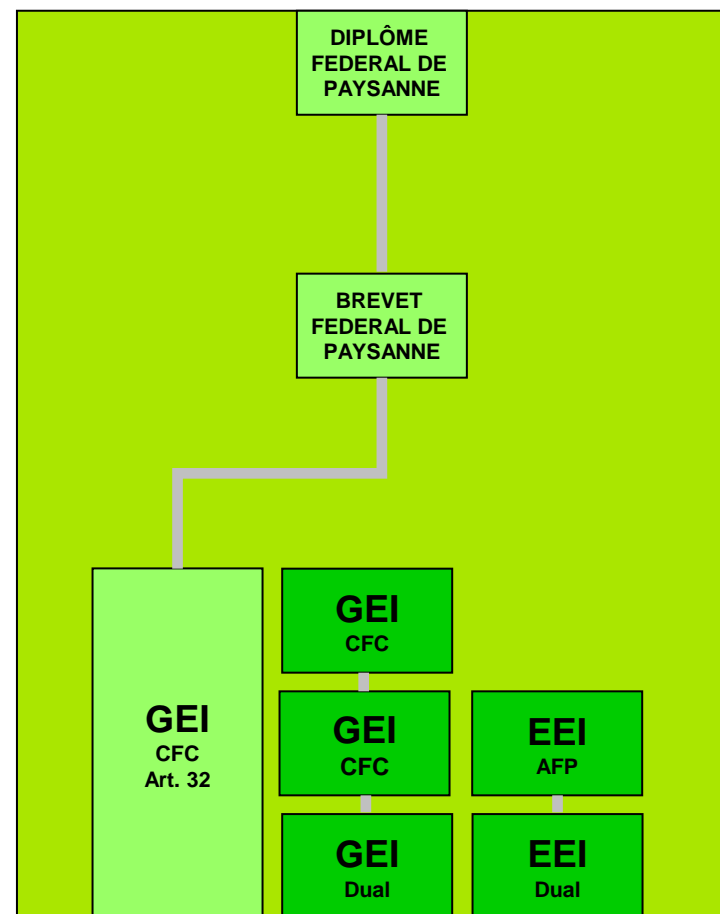 DIPLÔME
FEDERAL DE
PAYSANNE
BREVET
FEDERAL DE
PAYSANNE
GEI
CFC
Art. 32
GEI
CFC
GEI
CFC
EEI
AFP
GEI
Dual
EEI
Dual